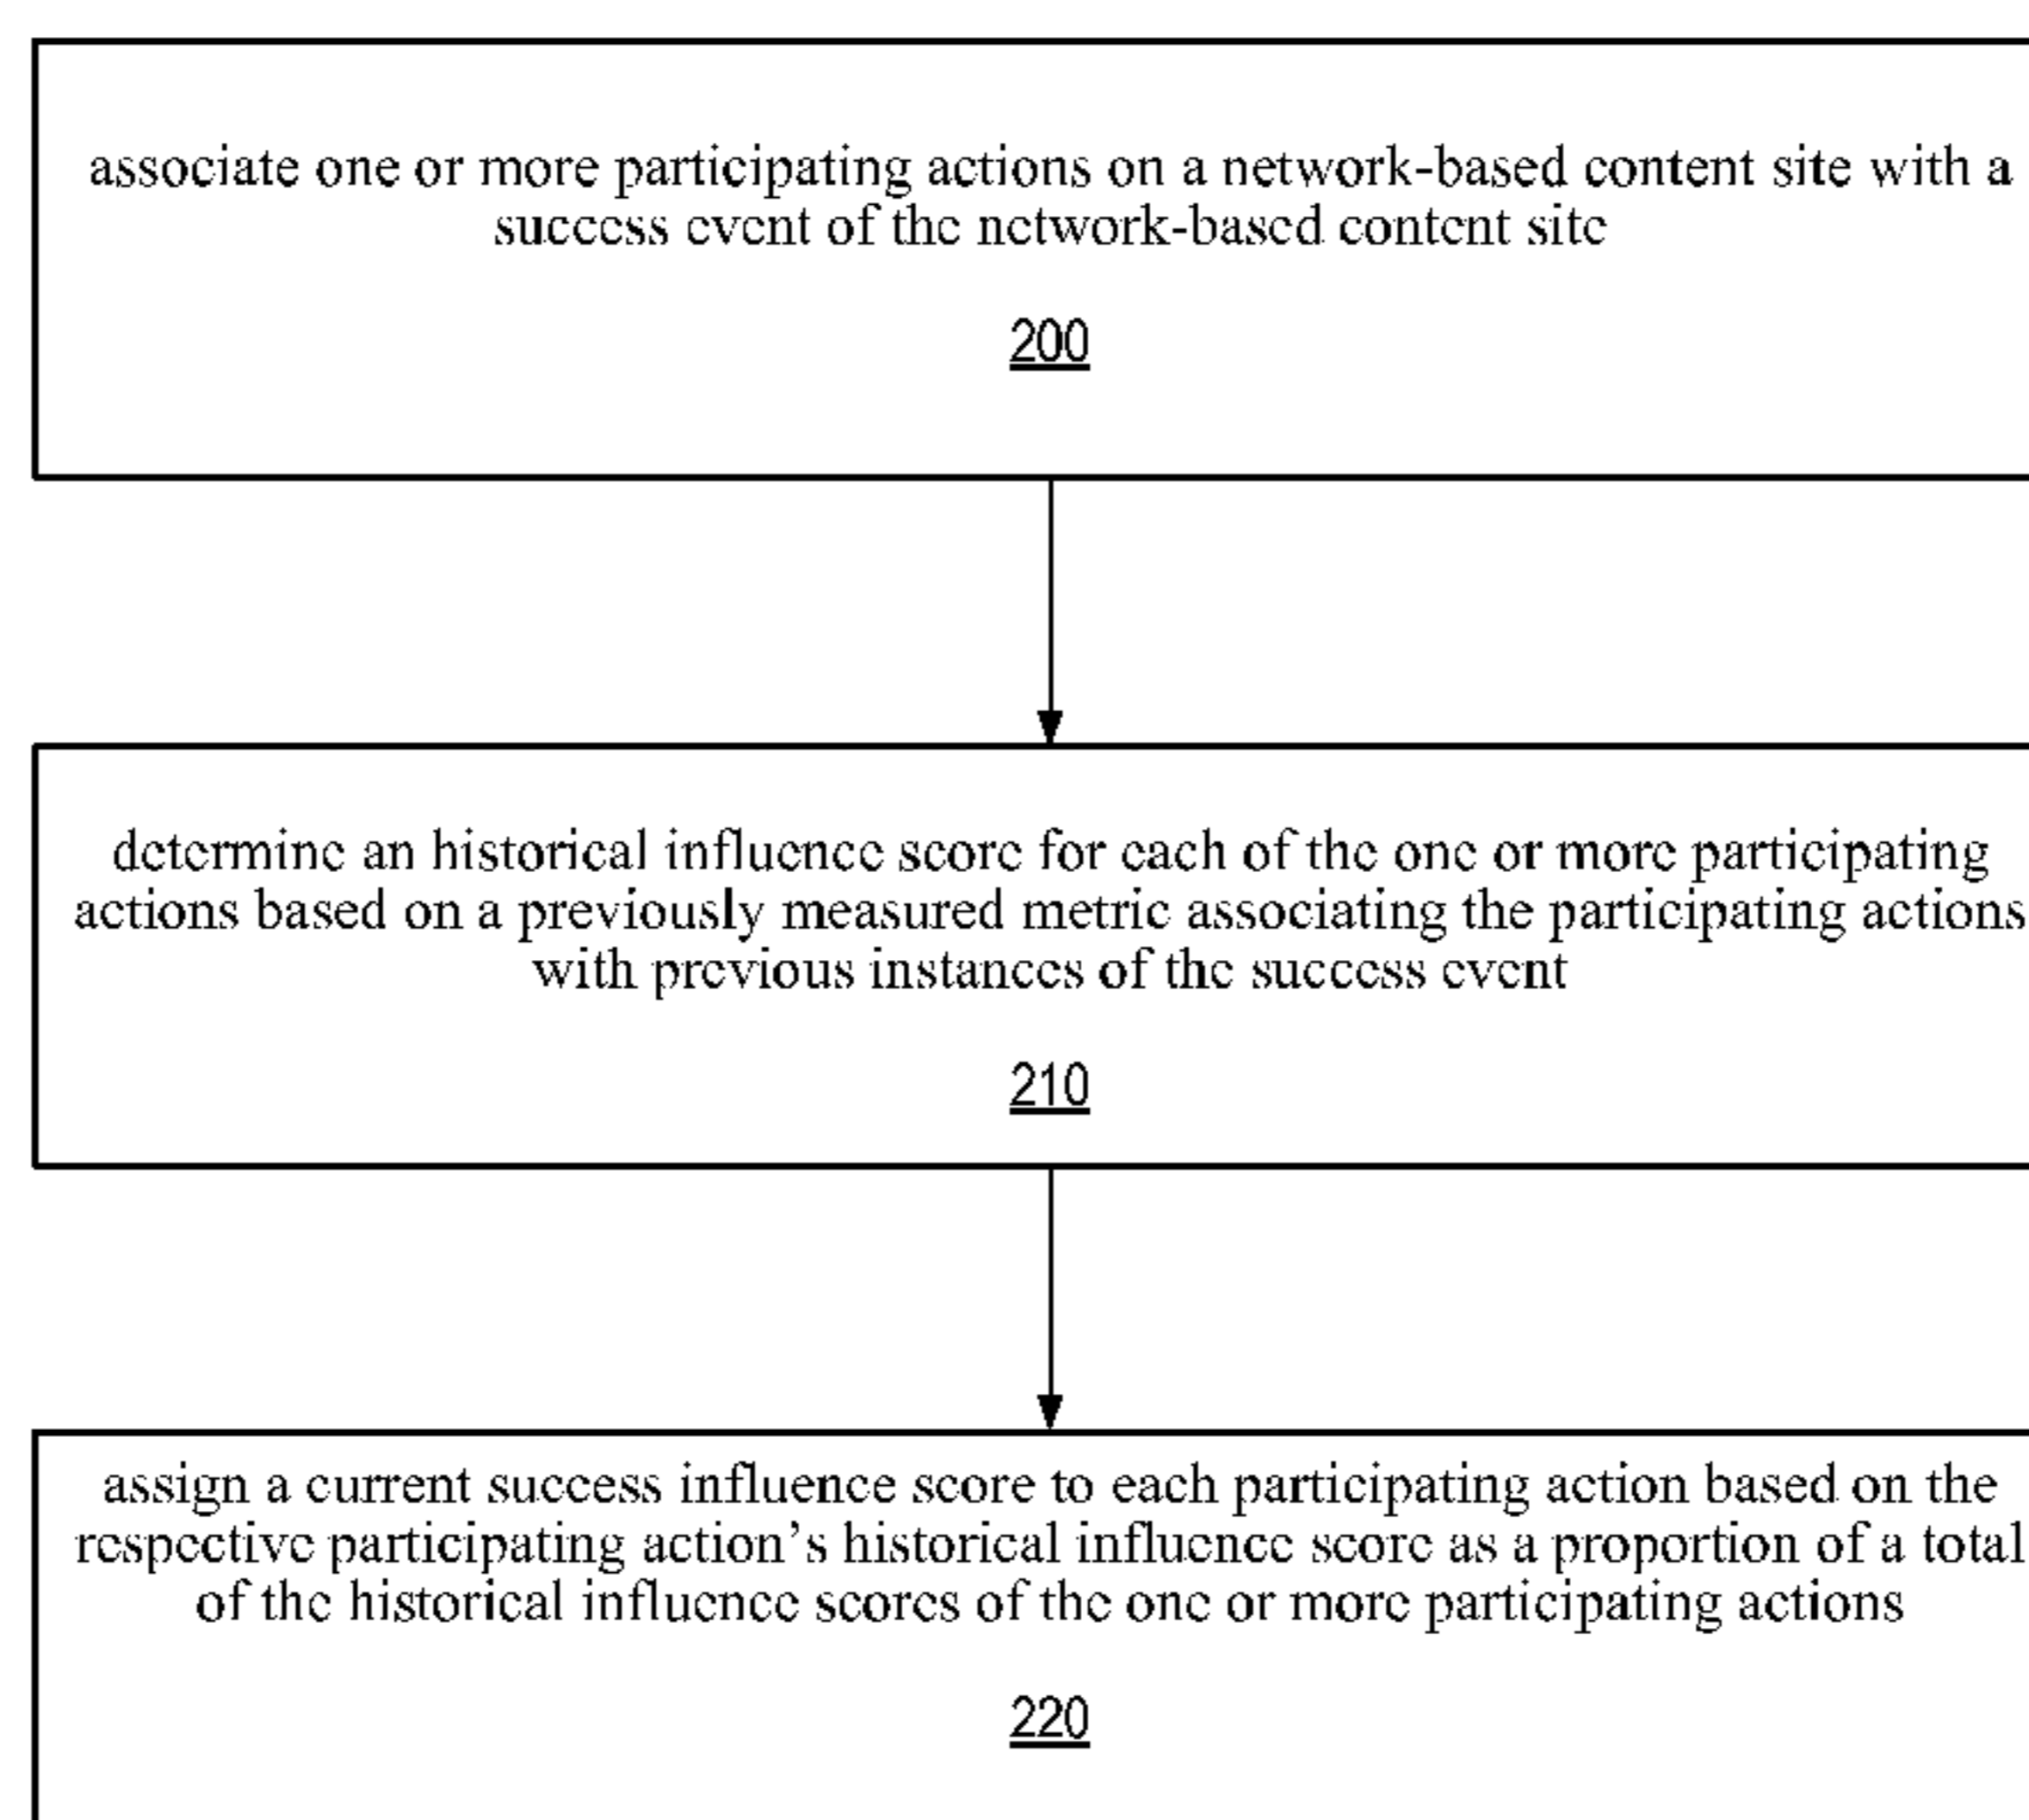 associate one or more participating actions on a network-based content site with a
success event of the network-based content site
200
determine an historical influence score for each of the one or more participating
actions based on a previously measured metric associating the participating actions
with previous instances of the success event
210
assign a current success influence score to each participating action based on the
respective participating action's historical influence score as a proportion of a total
of the historical influence scores of the one or more participating actions
220